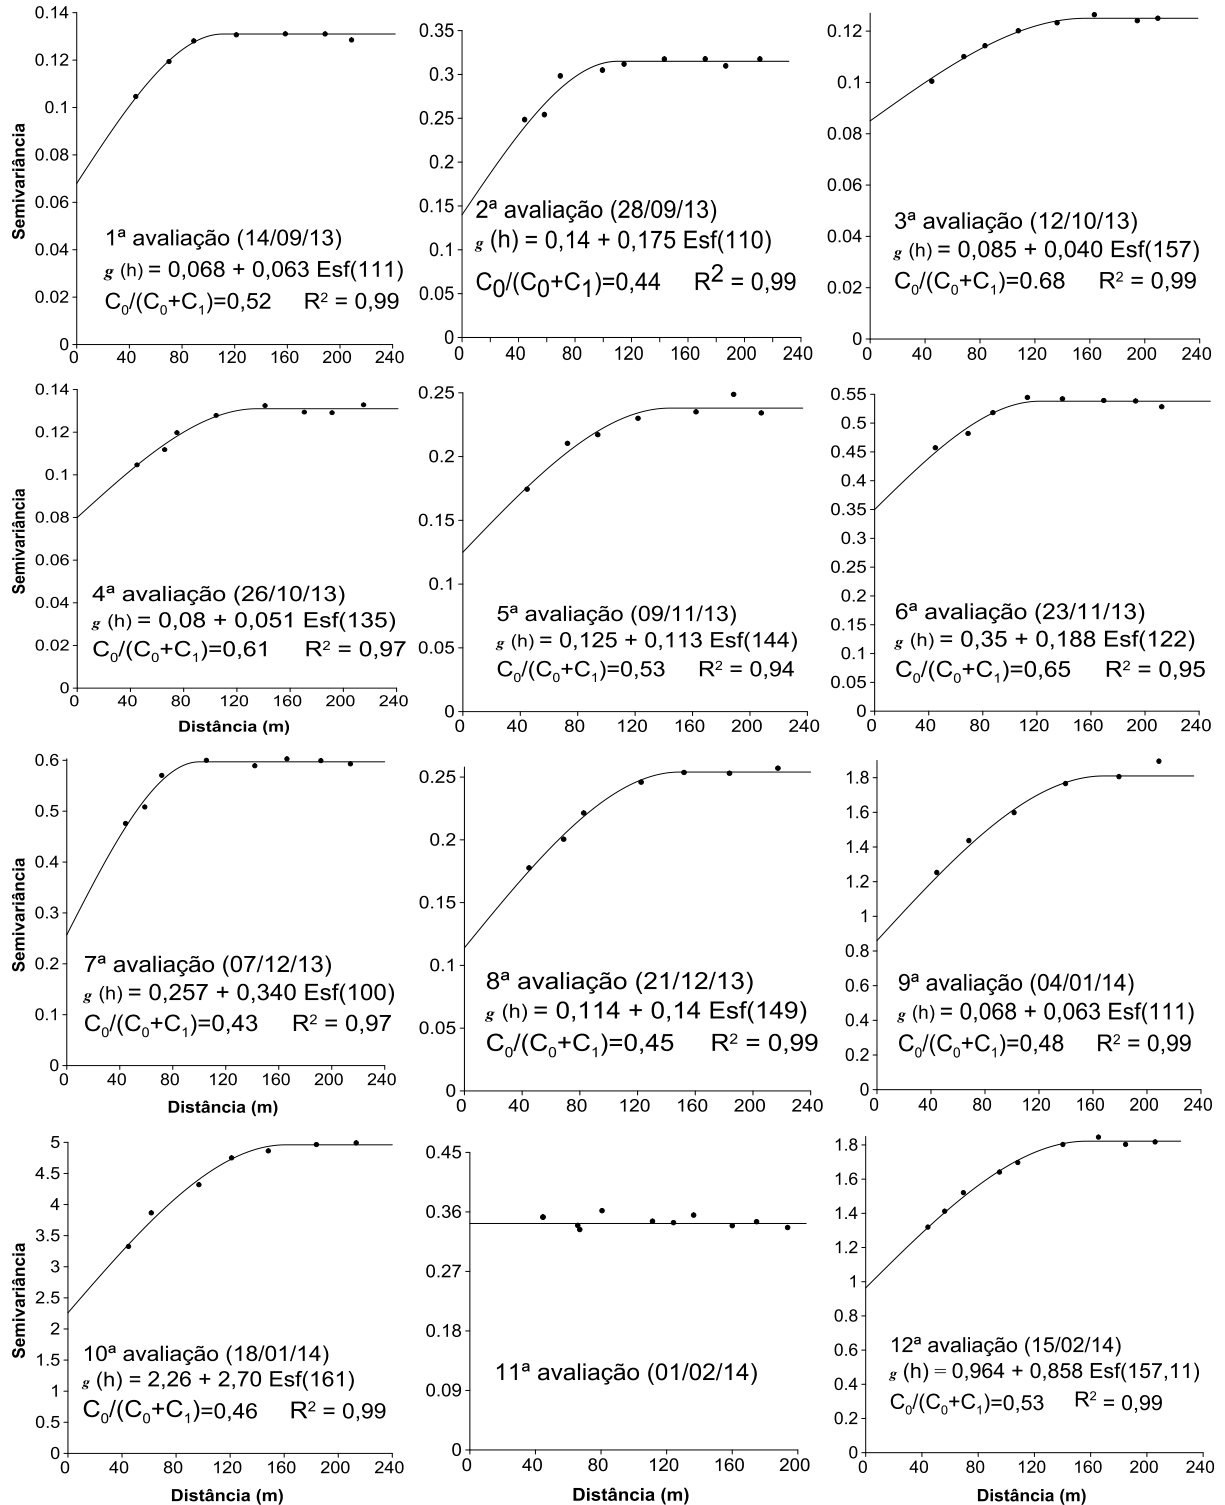 0.14
0.12
0.1
0.08
0.06
0.04
0.02
0
Semivariância
1ª avaliação (14/09/13)
g (h) = 0,068 + 0,063 Esf(111)
C0/(C0+C1)=0,52 R² = 0,99
0 40 80 120 160 200 240
0.35
0.3
0.25
0.2
0.15
0.1
0.05
0
2ª avaliação (28/09/13)
g (h) = 0,14 + 0,175 Esf(110)
C0/(C0+C1)=0,44 R2 = 0,99
0 40 80 120 160 200 240
0.12
0.1
0.08
0.06
0.04
0.02
0
3ª avaliação (12/10/13)
g (h) = 0,085 + 0,040 Esf(157)
C0/(C0+C1)=0.68 R² = 0,99
0 40 80 120 160 200 240
0.14
0.12
0.1
0.08
0.06
0.04
0.02
0
Semivariância
4ª avaliação (26/10/13)
g (h) = 0,08 + 0,051 Esf(135)
C0/(C0+C1)=0,61 R² = 0,97
0 40 80 120 160 200 240
Distância (m)
0.25
0.2
0.15
0.1
0.05
0
5ª avaliação (09/11/13)
g (h) = 0,125 + 0,113 Esf(144)
C0/(C0+C1)=0,53 R² = 0,94
0 40 80 120 160 200 240
0.55
0.5
0.45
0.4
0.35
0.3
0.25
0.2
0.15
0.1
0.05
0
6ª avaliação (23/11/13)
g (h) = 0,35 + 0,188 Esf(122)
C0/(C0+C1)=0,65 R² = 0,95
0 40 80 120 160 200 240
0.6
0.5
0.4
0.3
0.2
0.1
0
Semivariância
7ª avaliação (07/12/13)
g (h) = 0,257 + 0,340 Esf(100)
C0/(C0+C1)=0,43 R² = 0,97
0 40 80 120 160 200 240
Distância (m)
0.25
0.2
0.15
0.1
0.05
0
8ª avaliação (21/12/13)
g (h) = 0,114 + 0,14 Esf(149)
C0/(C0+C1)=0,45 R² = 0,99
0 40 80 120 160 200 240
1.8
1.6
1.4
1.2
1
0.8
0.6
0.4
0.2
0
9ª avaliação (04/01/14)
g (h) = 0,068 + 0,063 Esf(111)
C0/(C0+C1)=0,48 R² = 0,99
0 40 80 120 160 200 240
5
4.5
4
3.5
3
2.5
2
1.5
1
0.5
0
Semivariância
10ª avaliação (18/01/14)
g (h) = 2,26 + 2,70 Esf(161)
C0/(C0+C1)=0,46 R² = 0,99
0 40 80 120 160 200 240
Distância (m)
0.45
0.36
0.27
0.18
0.09
0
11ª avaliação (01/02/14)
0 40 80 120 160 200
Distância (m)
1.8
1.6
1.4
1.2
1
0.8
0.6
0.4
0.2
0
12ª avaliação (15/02/14)
g (h) = 0,964 + 0,858 Esf(157,11)
C0/(C0+C1)=0,53 R² = 0,99
0 40 80 120 160 200 240
Distância (m)